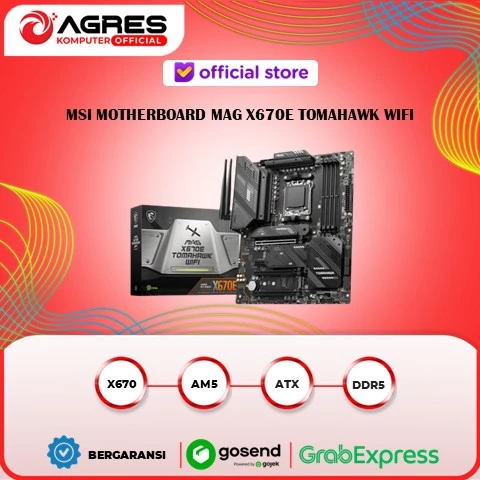 AGRES
KOMPUTER OFFICIAL
official store
MSI MOTHERBOARD MAG X670E TOMAHAWK WIFI
MAG
X670E
TOMAHAWK
WIFI
X670E
X670
AM5
ATX
DDR5
BERGARANSI
gosend
Powered by gojek
GrabExpress